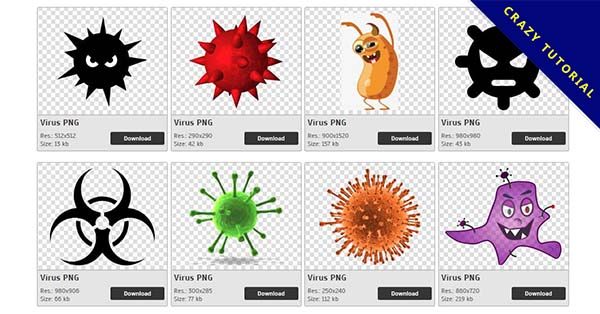 CRAZY TUTORIAL
Virus PNG
Res.: 512x512
Size: 15 kb
Download
Virus PNG
Res.: 290x290
Size: 42 kb
Download
Virus PNG
Res.: 900x1520
Size: 157 kb
Download
Virus PNG
Res.: 980x980
Size: 45 kb
Download
Virus PNG
Res.: 980x906
Size: 66 kb
Download
Virus PNG
Res.: 300x285
Size: 77 kb
Download
Virus PNG
Res.: 250x240
Size: 112 kb
Download
Virus PNG
Res.: 860x720
Size: 219 kb
Download